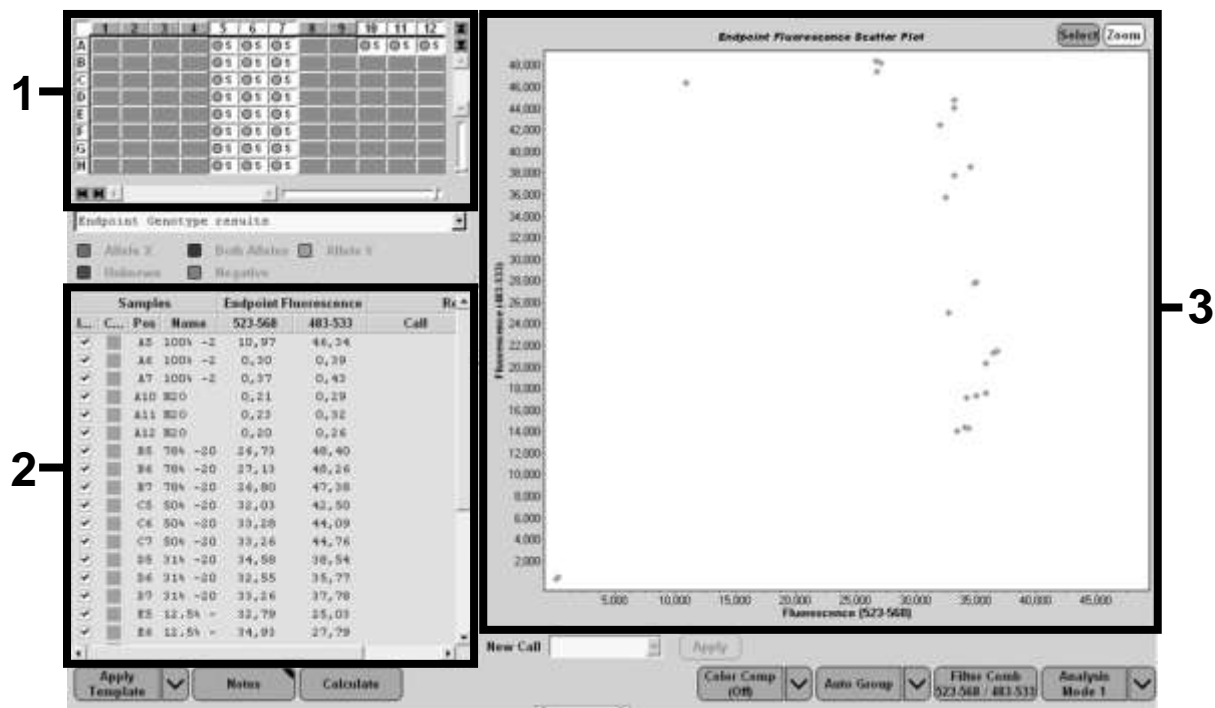 1
2
3
1 2 3 4 5 6 7 8 9 10 11 12
A S S S S S S
B S S S
C S S S
D S S S
E S S S
F S S S
G S S S
H S S S
Endpoint Genotype results
Allele X Both Alleles Allele Y
Unknown Negative
Samples Endpoint Fluorescence Re
I... C... Pos Name 523-568 483-533 Call
A5 100% -2 10,97 46,34
A6 100% -2 0,30 0,39
A7 100% -2 0,37 0,43
A10 H2O 0,21 0,29
A11 H2O 0,23 0,32
A12 H2O 0,20 0,26
B5 78% -20 26,73 48,40
B6 78% -20 27,13 48,26
B7 78% -20 26,80 47,38
C5 50% -20 32,03 42,50
C6 50% -20 33,28 44,09
C7 50% -20 33,26 44,76
D5 31% -20 34,58 38,54
D6 31% -20 32,55 35,77
D7 31% -20 33,26 37,78
E5 12.5% - 32,79 25,03
E6 12.5% - 34,93 27,79
Apply Template Notes Calculate
Endpoint Fluorescence Scatter Plot
Select Zoom
48,000
46,000
44,000
42,000
40,000
38,000
36,000
34,000
32,000
30,000
28,000
26,000
24,000
22,000
20,000
18,000
16,000
14,000
12,000
10,000
8,000
6,000
4,000
2,000
Fluorescence (483-533)
5,000 10,000 15,000 20,000 25,000 30,000 35,000 40,000 45,000
Fluorescence (523-568)
New Call Apply
Color Comp (Off) Auto Group Filter Comb 523-568 / 483-533 Analysis Mode 1